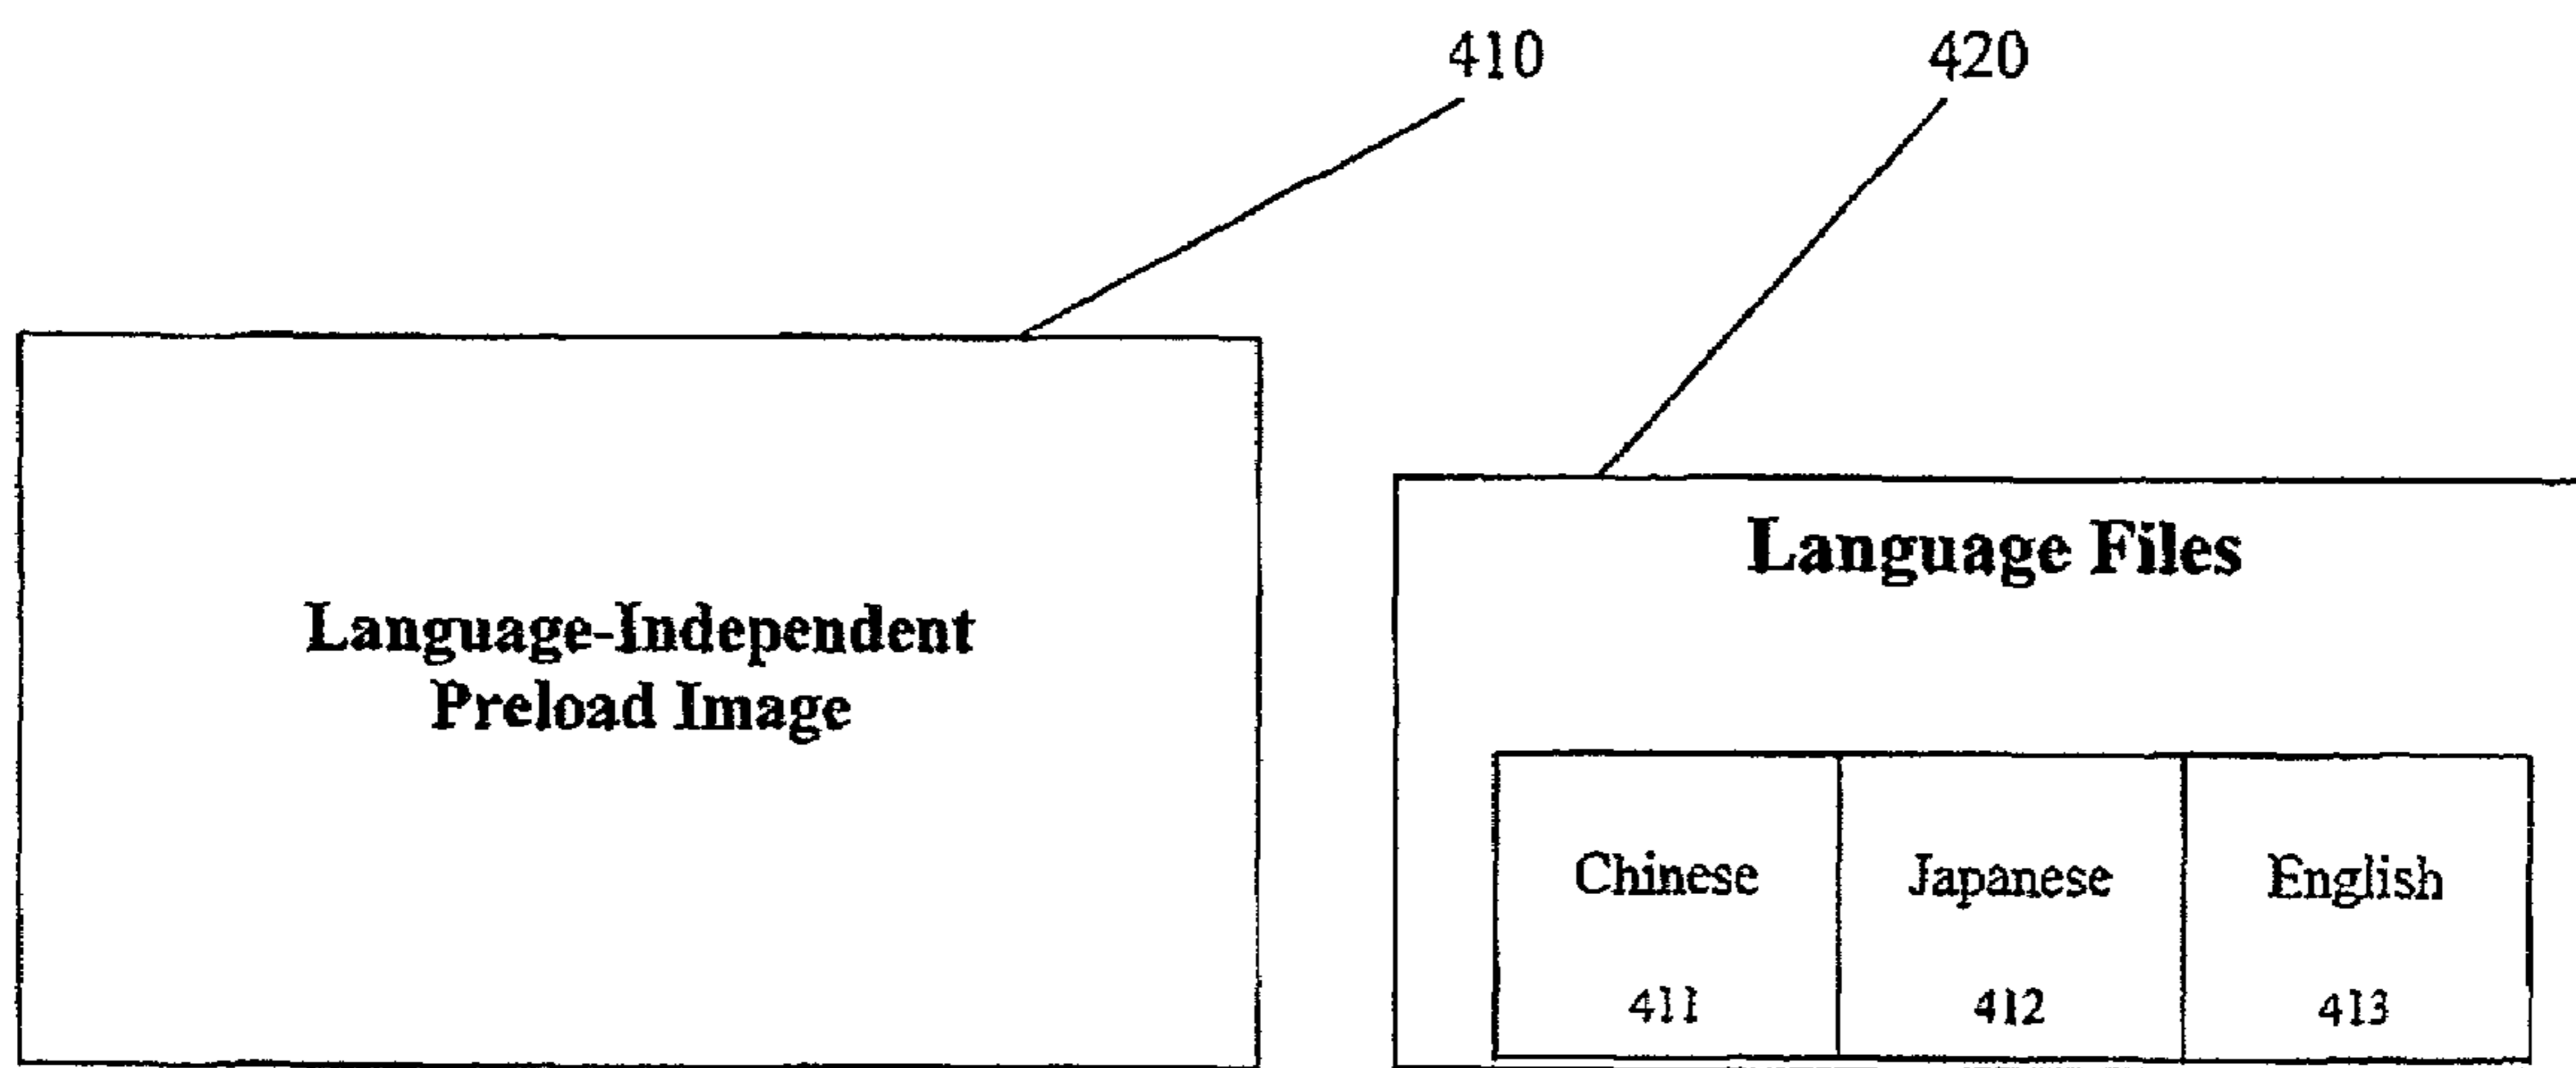 410
420
Language-Independent
Preload Image
Language Files
Chinese
Japanese
English
411
412
413